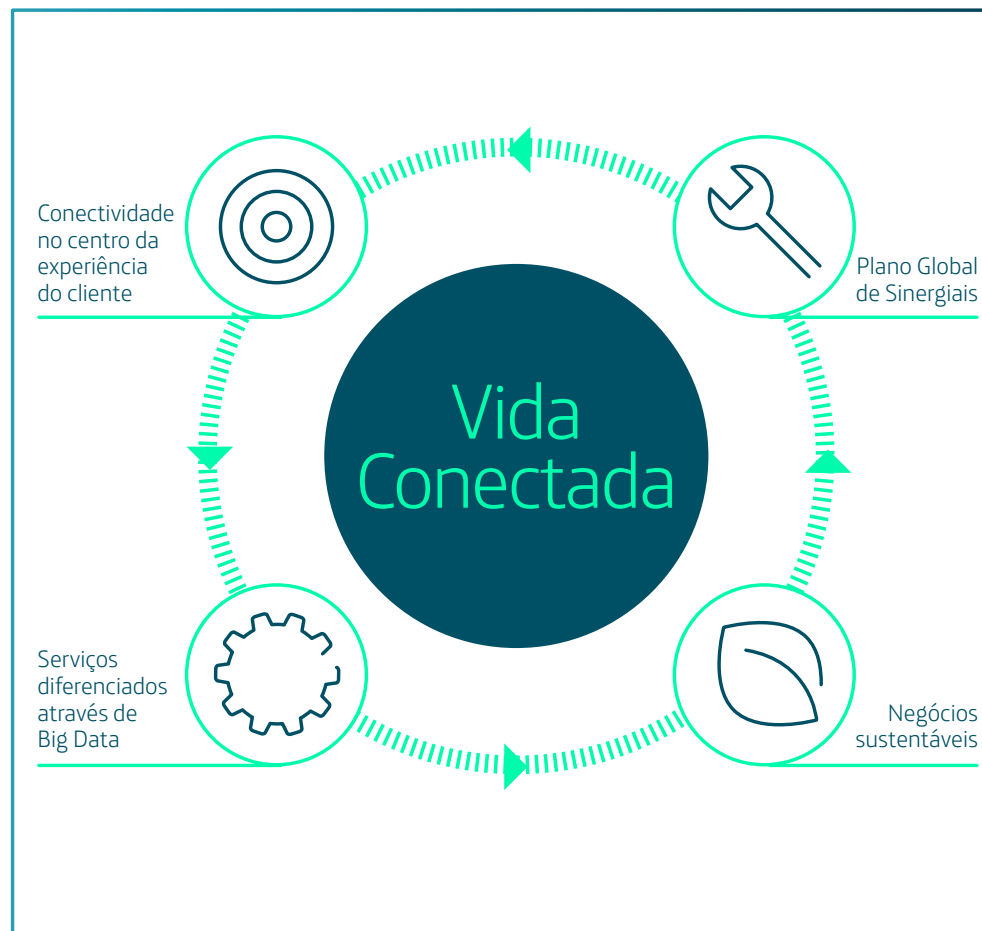 Conectividade
no centro da
experiência
do cliente
Plano Global
de Sinergiais
Vida
Conectada
Serviços
diferenciados
através de
Big Data
Negócios
sustentáveis